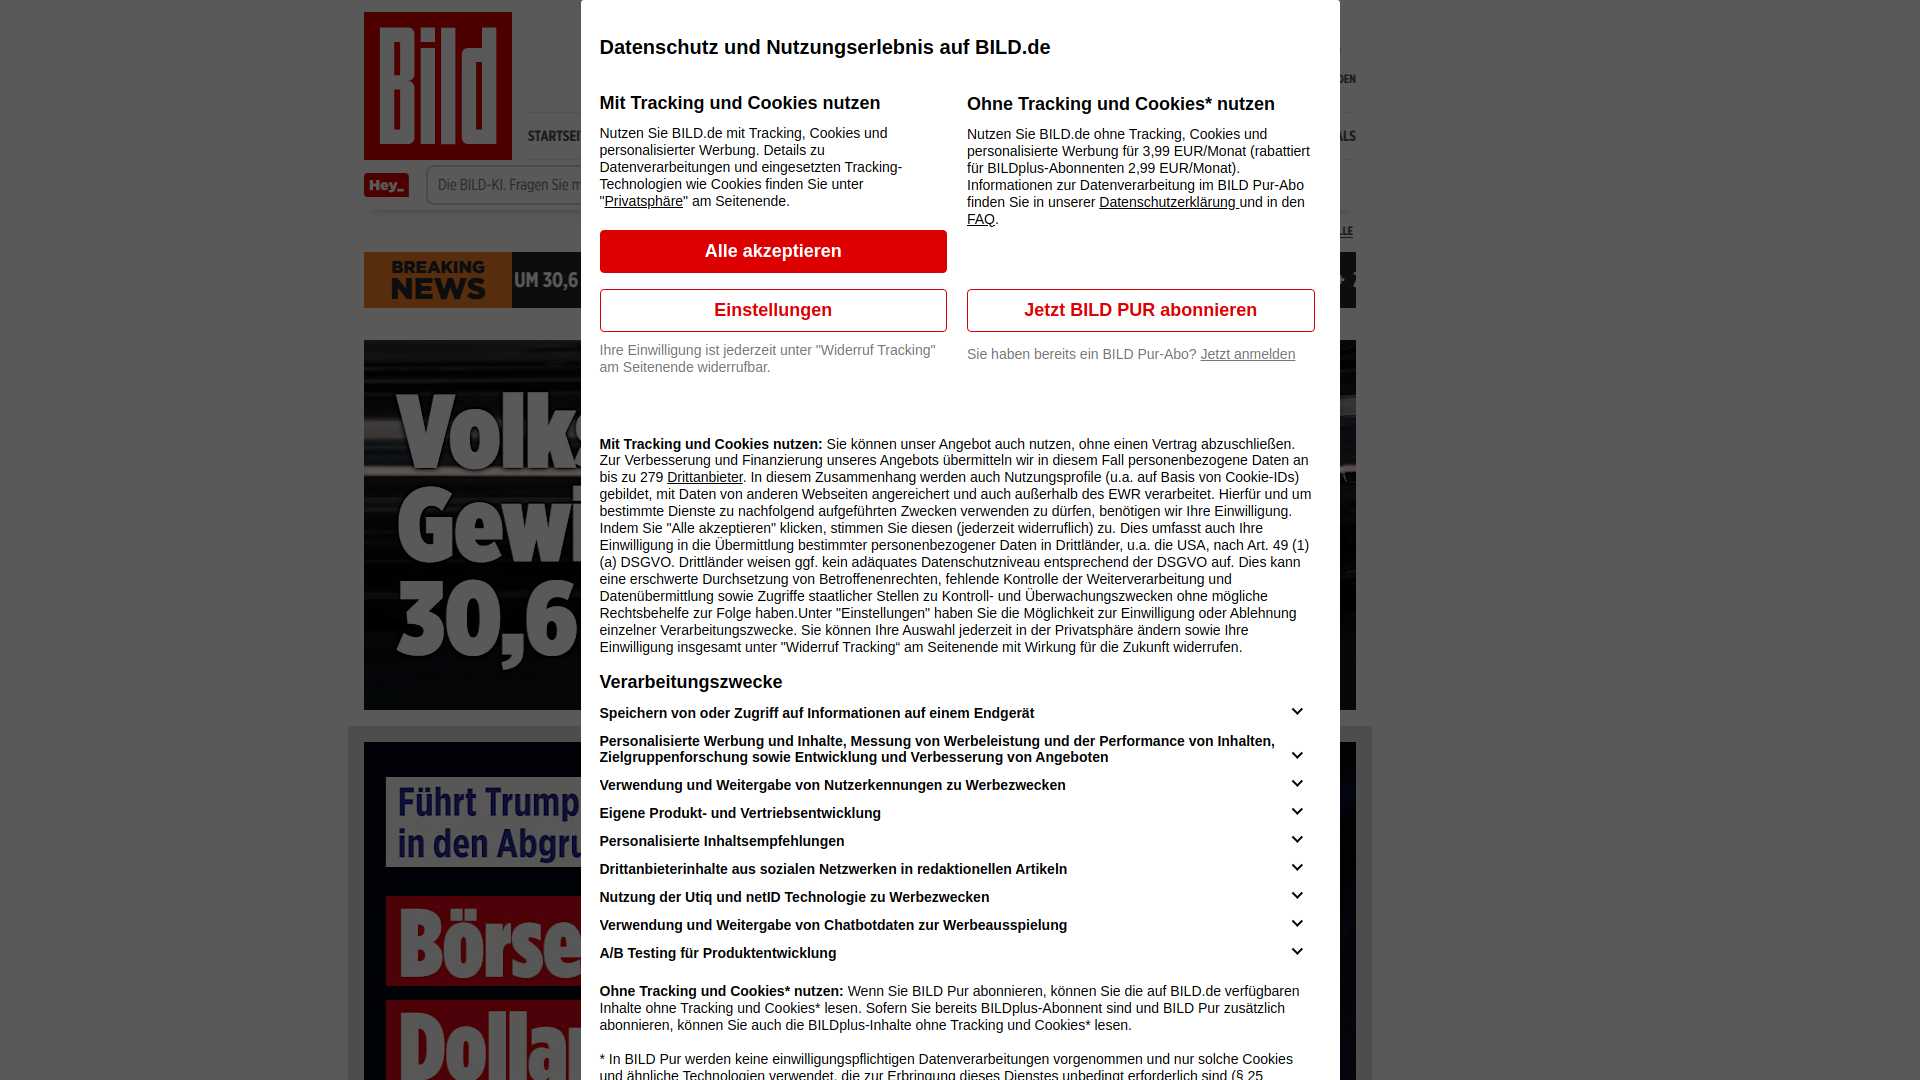 Bild
STARTSEI
Hey_
Die BILD-KI. Fragen Sie m
BREAKING
NEWS
UM 30,6
Volks
Gewi
30,6
Führt Trump
in den Abgru
Börse
Dollar
Datenschutz und Nutzungserlebnis auf BILD.de
Mit Tracking und Cookies nutzen
Nutzen Sie BILD.de mit Tracking, Cookies und
personalisierter Werbung. Details zu
Datenverarbeitungen und eingesetzten Tracking-
Technologien wie Cookies finden Sie unter
"Privatsphäre" am Seitenende.
Alle akzeptieren
Einstellungen
Ihre Einwilligung ist jederzeit unter "Widerruf Tracking"
am Seitenende widerrufbar.
Ohne Tracking und Cookies* nutzen
Nutzen Sie BILD.de ohne Tracking, Cookies und
personalisierte Werbung für 3,99 EUR/Monat (rabattiert
für BILDplus-Abonnenten 2,99 EUR/Monat).
Informationen zur Datenverarbeitung im BILD Pur-Abo
finden Sie in unserer Datenschutzerklärung und in den
FAQ.
Jetzt BILD PUR abonnieren
Sie haben bereits ein BILD Pur-Abo? Jetzt anmelden
Mit Tracking und Cookies nutzen: Sie können unser Angebot auch nutzen, ohne einen Vertrag abzuschließen.
Zur Verbesserung und Finanzierung unseres Angebots übermitteln wir in diesem Fall personenbezogene Daten an
bis zu 279 Drittanbieter. In diesem Zusammenhang werden auch Nutzungsprofile (u.a. auf Basis von Cookie-IDs)
gebildet, mit Daten von anderen Webseiten angereichert und auch außerhalb des EWR verarbeitet. Hierfür und um
bestimmte Dienste zu nachfolgend aufgeführten Zwecken verwenden zu dürfen, benötigen wir Ihre Einwilligung.
Indem Sie "Alle akzeptieren" klicken, stimmen Sie diesen (jederzeit widerruflich) zu. Dies umfasst auch Ihre
Einwilligung in die Übermittlung bestimmter personenbezogener Daten in Drittländer, u.a. die USA, nach Art. 49 (1)
(a) DSGVO. Drittländer weisen ggf. kein adäquates Datenschutzniveau entsprechend der DSGVO auf. Dies kann
eine erschwerte Durchsetzung von Betroffenenrechten, fehlende Kontrolle der Weiterverarbeitung und
Datenübermittlung sowie Zugriffe staatlicher Stellen zu Kontroll- und Überwachungszwecken ohne mögliche
Rechtsbehelfe zur Folge haben.Unter "Einstellungen" haben Sie die Möglichkeit zur Einwilligung oder Ablehnung
einzelner Verarbeitungszwecke. Sie können Ihre Auswahl jederzeit in der Privatsphäre ändern sowie Ihre
Einwilligung insgesamt unter "Widerruf Tracking“ am Seitenende mit Wirkung für die Zukunft widerrufen.
Verarbeitungszwecke
Speichern von oder Zugriff auf Informationen auf einem Endgerät
Personalisierte Werbung und Inhalte, Messung von Werbeleistung und der Performance von Inhalten,
Zielgruppenforschung sowie Entwicklung und Verbesserung von Angeboten
Verwendung und Weitergabe von Nutzerkennungen zu Werbezwecken
Eigene Produkt- und Vertriebsentwicklung
Personalisierte Inhaltsempfehlungen
Drittanbieterinhalte aus sozialen Netzwerken in redaktionellen Artikeln
Nutzung der Utiq und netID Technologie zu Werbezwecken
Verwendung und Weitergabe von Chatbotdaten zur Werbeausspielung
A/B Testing für Produktentwicklung
Ohne Tracking und Cookies* nutzen: Wenn Sie BILD Pur abonnieren, können Sie die auf BILD.de verfügbaren
Inhalte ohne Tracking und Cookies* lesen. Sofern Sie bereits BILDplus-Abonnent sind und BILD Pur zusätzlich
abonnieren, können Sie auch die BILDplus-Inhalte ohne Tracking und Cookies* lesen.
* In BILD Pur werden keine einwilligungspflichtigen Datenverarbeitungen vorgenommen und nur solche Cookies
und ähnliche Technologien verwendet, die zur Erbringung dieses Dienstes unbedingt erforderlich sind (§ 25